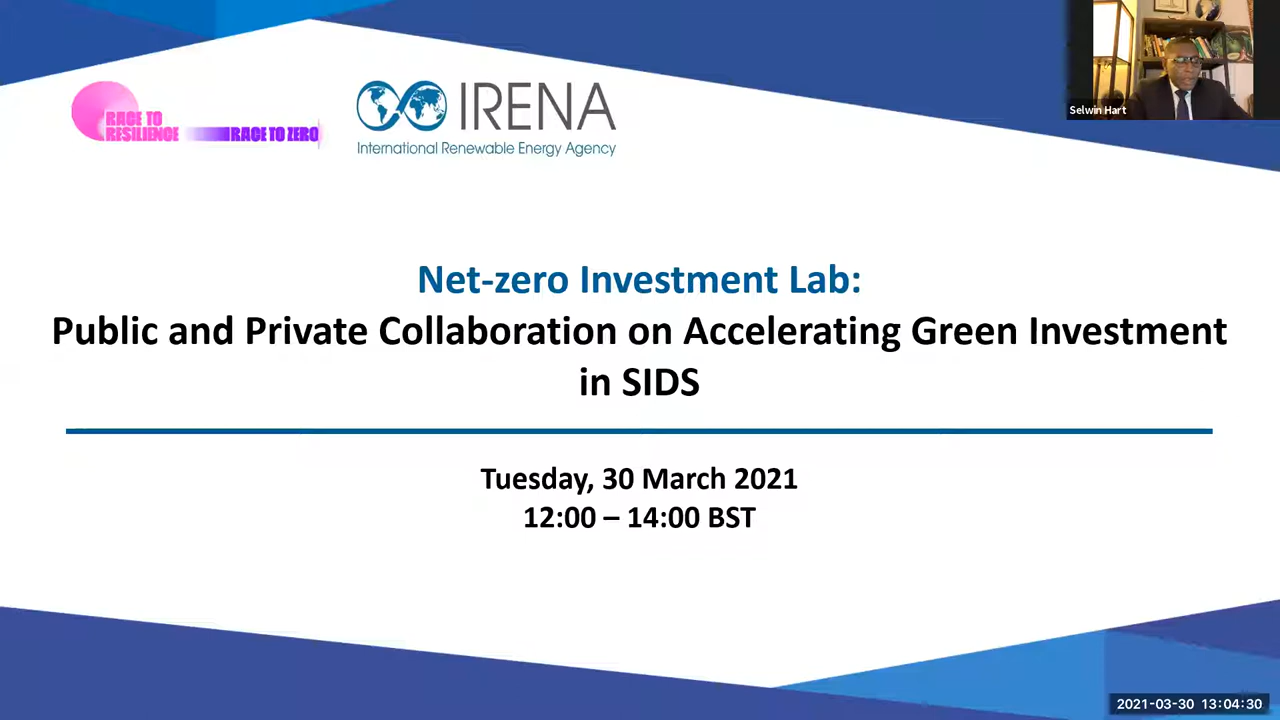 RACE TO
RESILIENCE
RACE TO ZERO
IRENA
International Renewable Energy Agency
Selwin Hart
Net-zero Investment Lab:
Public and Private Collaboration on Accelerating Green Investment
in SIDS
Tuesday, 30 March 2021
12:00 – 14:00 BST
2021-03-30 13:04:30